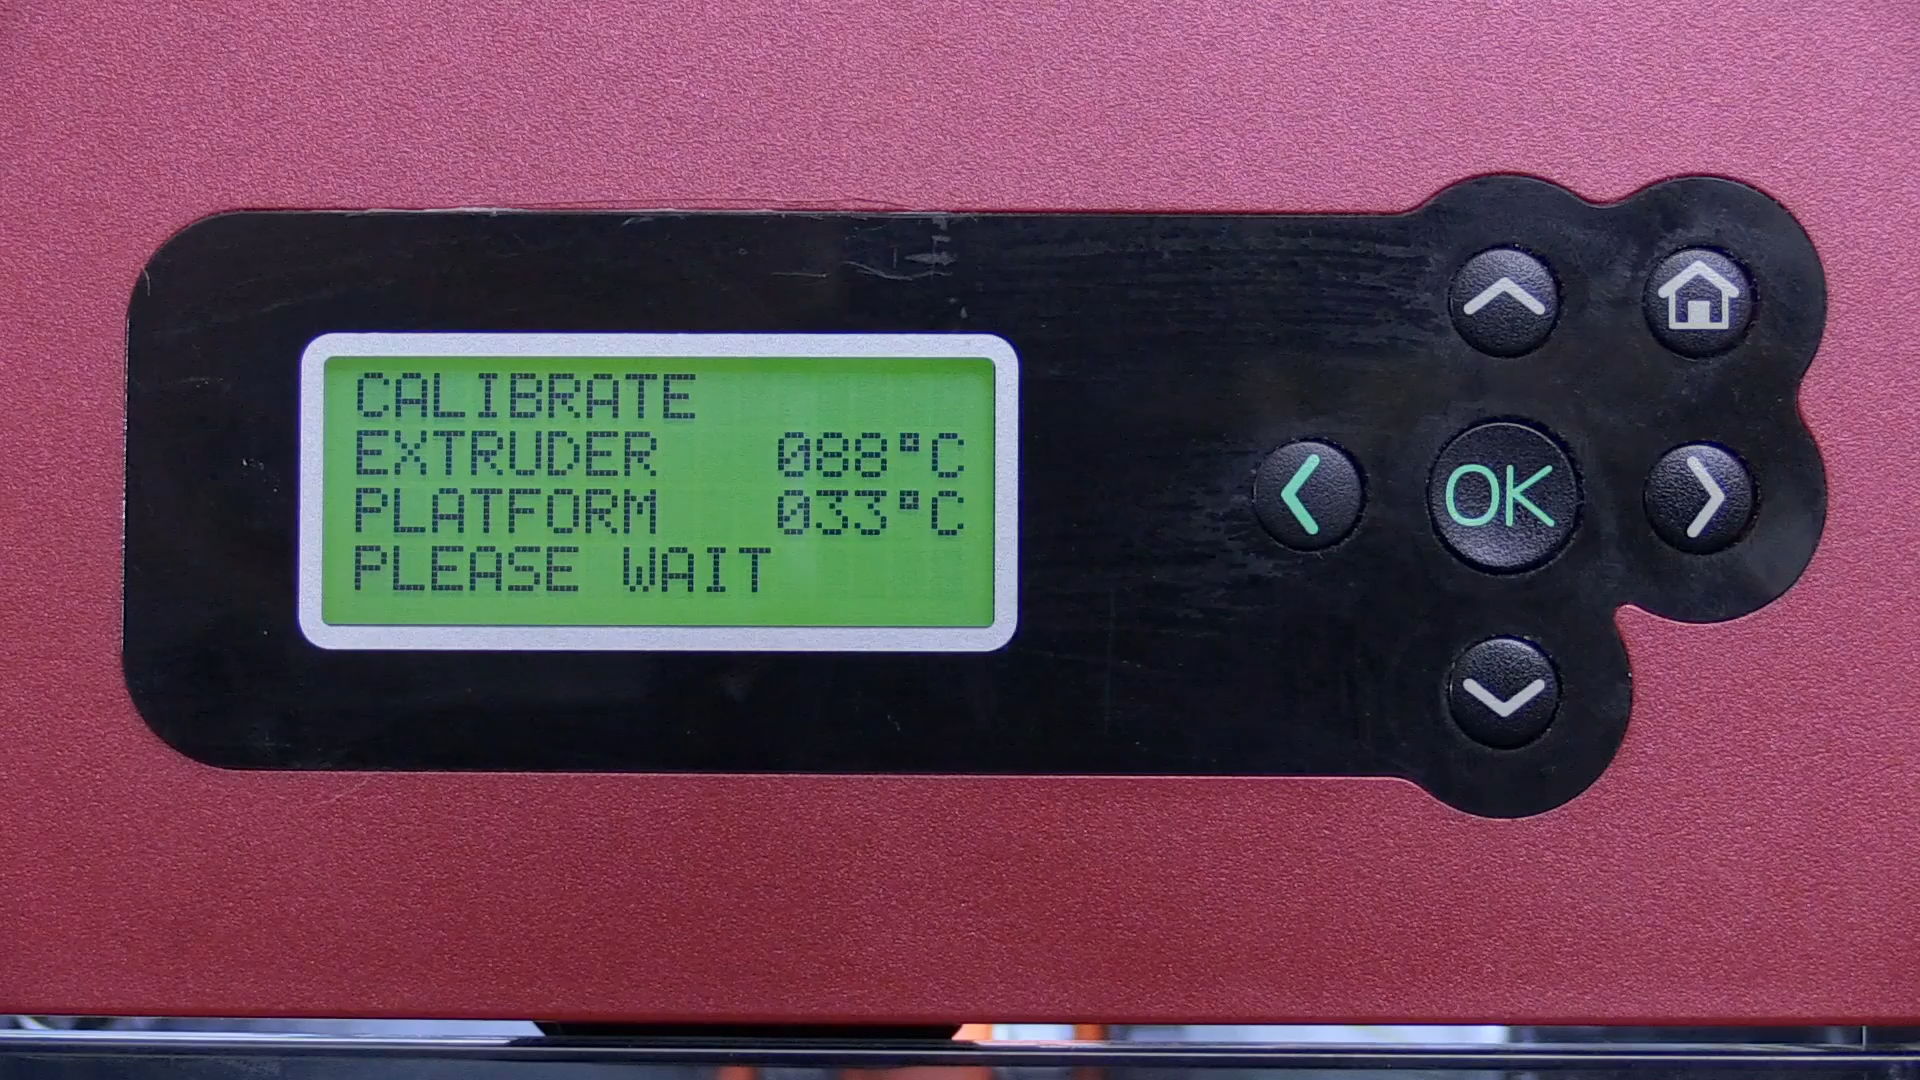 CALIBRATE
EXTRUDER 088°C
PLATFORM 033°C
PLEASE WAIT
OK